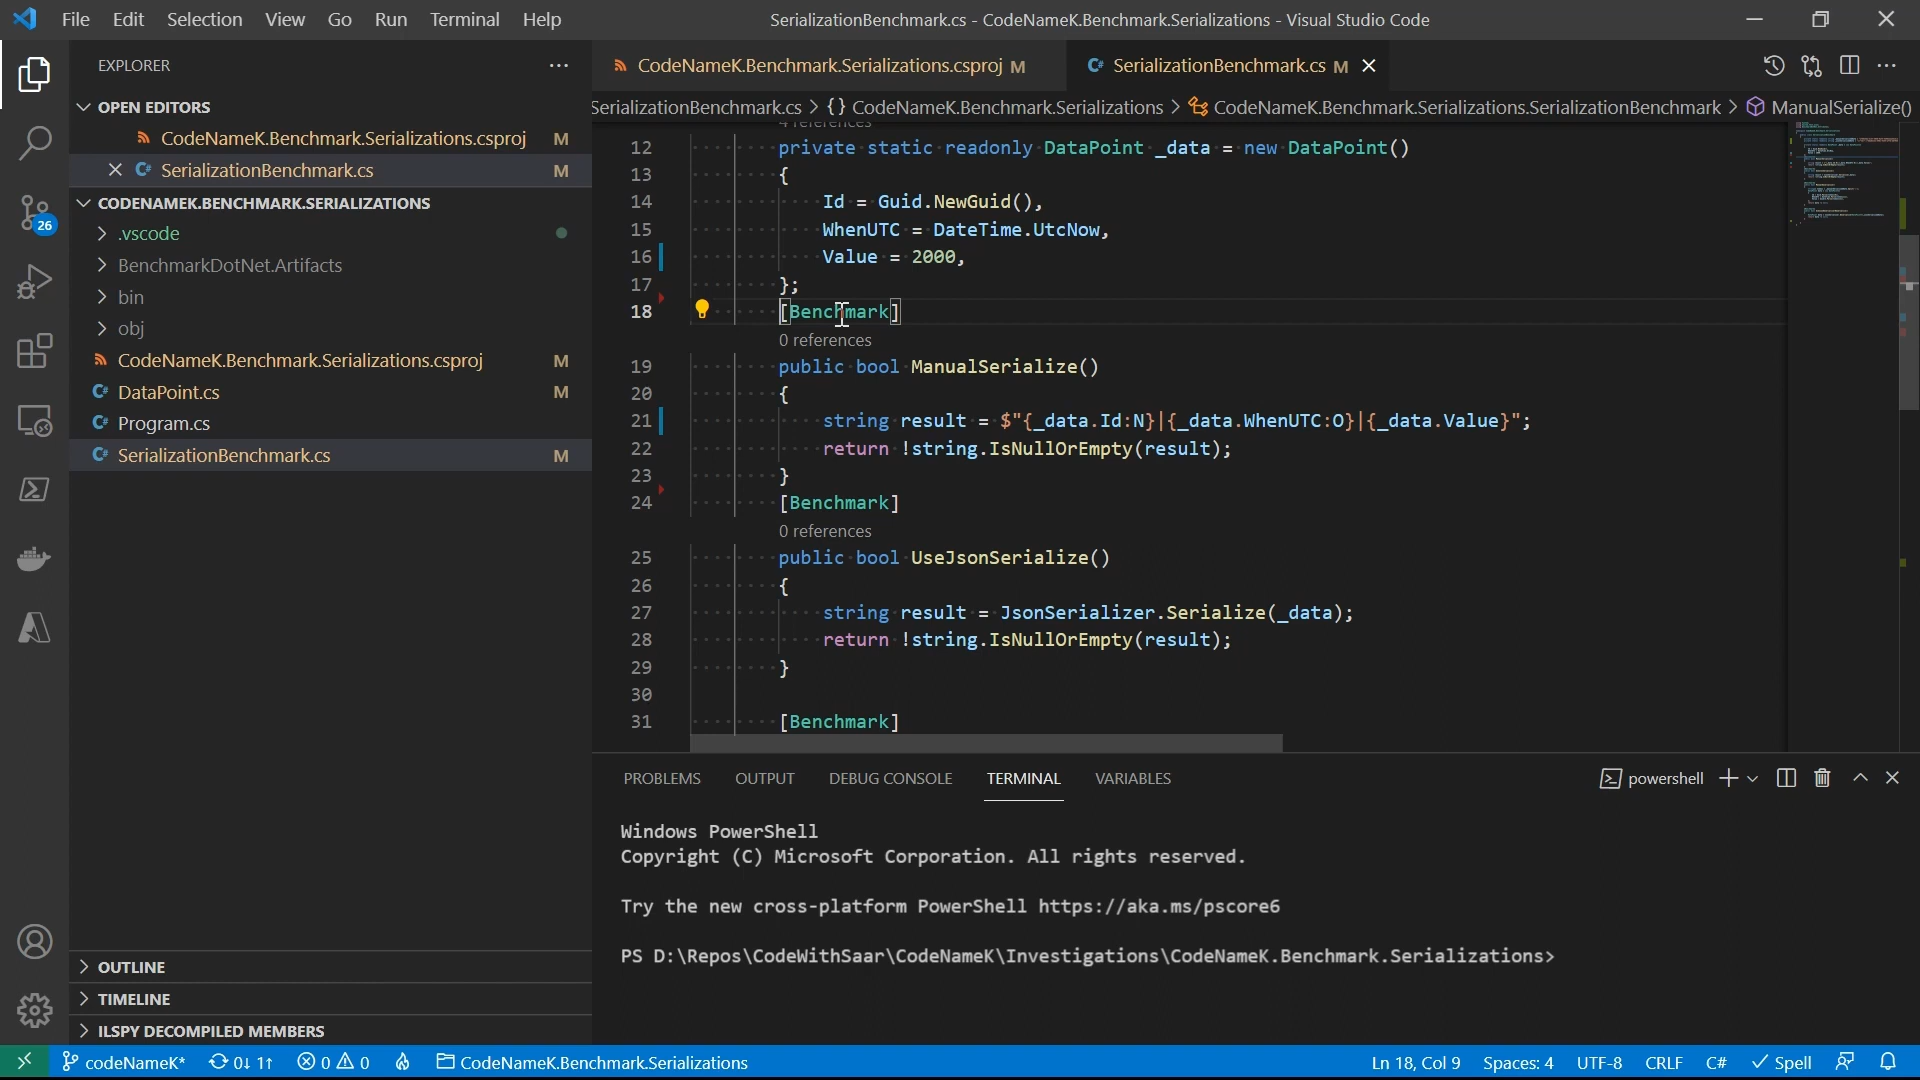 File Edit Selection View Go Run Terminal Help
SerializationBenchmark.cs - CodeNameK.Benchmark.Serializations - Visual Studio Code
EXPLORER
OPEN EDITORS
CodeNameK.Benchmark.Serializations.csproj M
SerializationBenchmark.cs M
CODENAMEK.BENCHMARK.SERIALIZATIONS
.vscode
BenchmarkDotNet.Artifacts
bin
obj
CodeNameK.Benchmark.Serializations.csproj M
DataPoint.cs M
Program.cs
SerializationBenchmark.cs M
OUTLINE
TIMELINE
ILSPY DECOMPILED MEMBERS
26
CodeNameK.Benchmark.Serializations.csproj M
SerializationBenchmark.cs M
SerializationBenchmark.cs > {} CodeNameK.Benchmark.Serializations > CodeNameK.Benchmark.Serializations.SerializationBenchmark > ManualSerialize()
4 references
12 private static readonly DataPoint _data = new DataPoint()
13 {
14 Id = Guid.NewGuid(),
15 WhenUTC = DateTime.UtcNow,
16 Value = 2000,
17 };
18 [Benchmark]
0 references
19 public bool ManualSerialize()
20 {
21 string result = $"{_data.Id:N}|{_data.WhenUTC:O}|{_data.Value}";
22 return !string.IsNullOrEmpty(result);
23 }
24 [Benchmark]
0 references
25 public bool UseJsonSerialize()
26 {
27 string result = JsonSerializer.Serialize(_data);
28 return !string.IsNullOrEmpty(result);
29 }
30
31 [Benchmark]
PROBLEMS OUTPUT DEBUG CONSOLE TERMINAL VARIABLES
powershell
Windows PowerShell
Copyright (C) Microsoft Corporation. All rights reserved.
Try the new cross-platform PowerShell https://aka.ms/pscore6
PS D:\Repos\CodeWithSaar\CodeNameK\Investigations\CodeNameK.Benchmark.Serializations>
codeNameK* 0↓ 1↑ 0 0 CodeNameK.Benchmark.Serializations
Ln 18, Col 9 Spaces: 4 UTF-8 CRLF C# Spell